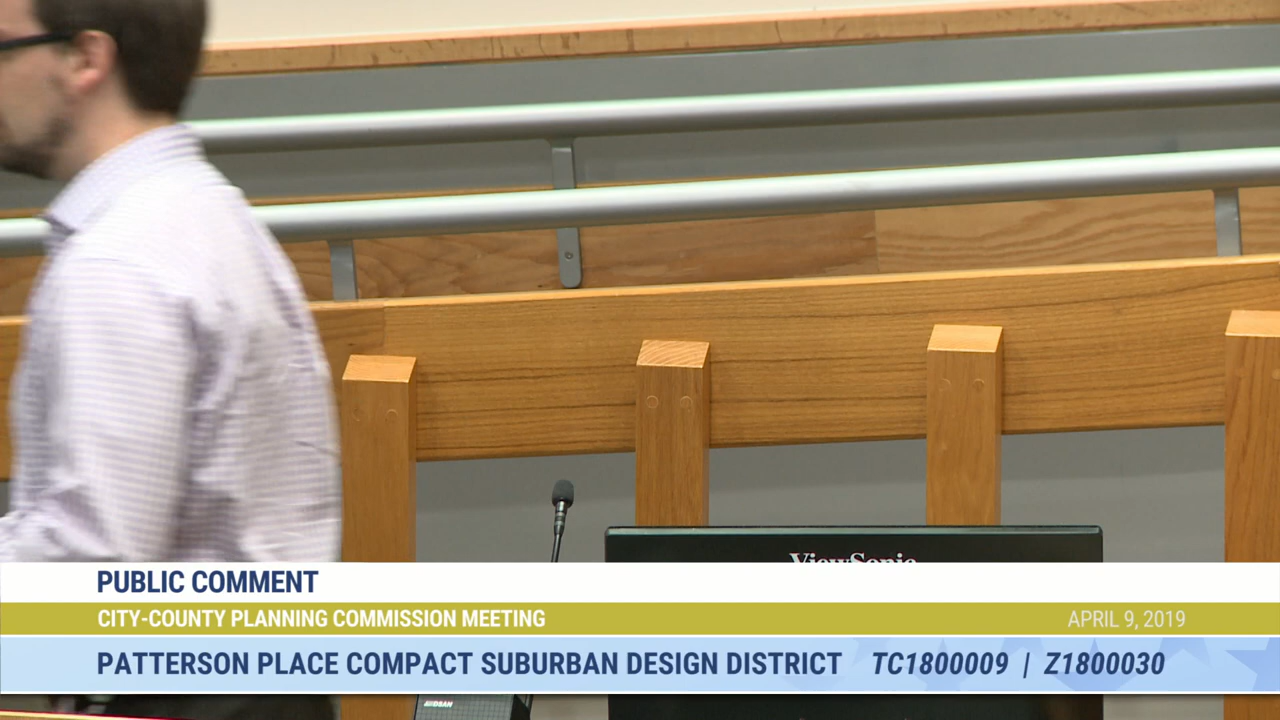 ViewSonic
PUBLIC COMMENT
CITY-COUNTY PLANNING COMMISSION MEETING
APRIL 9, 2019
PATTERSON PLACE COMPACT SUBURBAN DESIGN DISTRICT TC1800009 | Z1800030